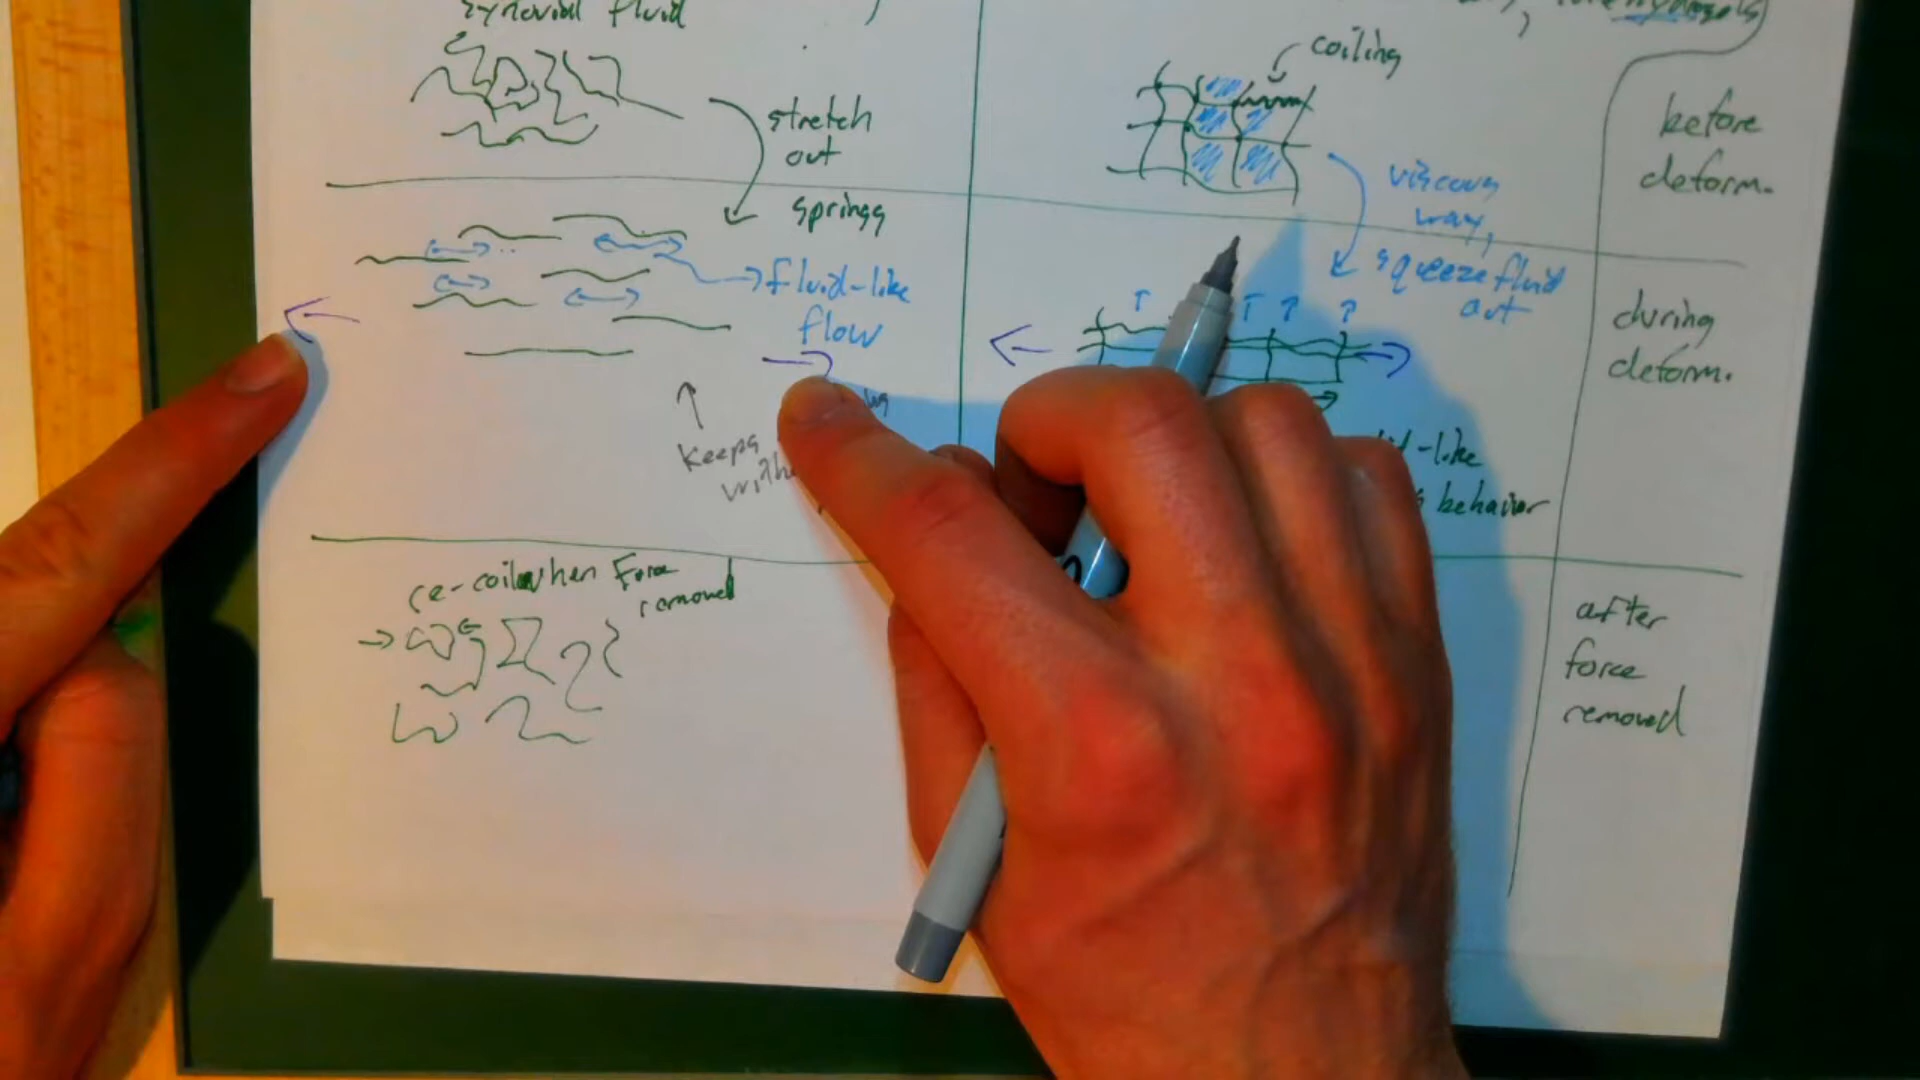 synovial fluid
hydrogels
coiling
stretch
out
springs
before
deform.
viscous
way,
squeeze fluid
out
fluid-like
flow
during
deform.
Keeps
-like
behavior
re-coil when Force
removed
after
force
removed